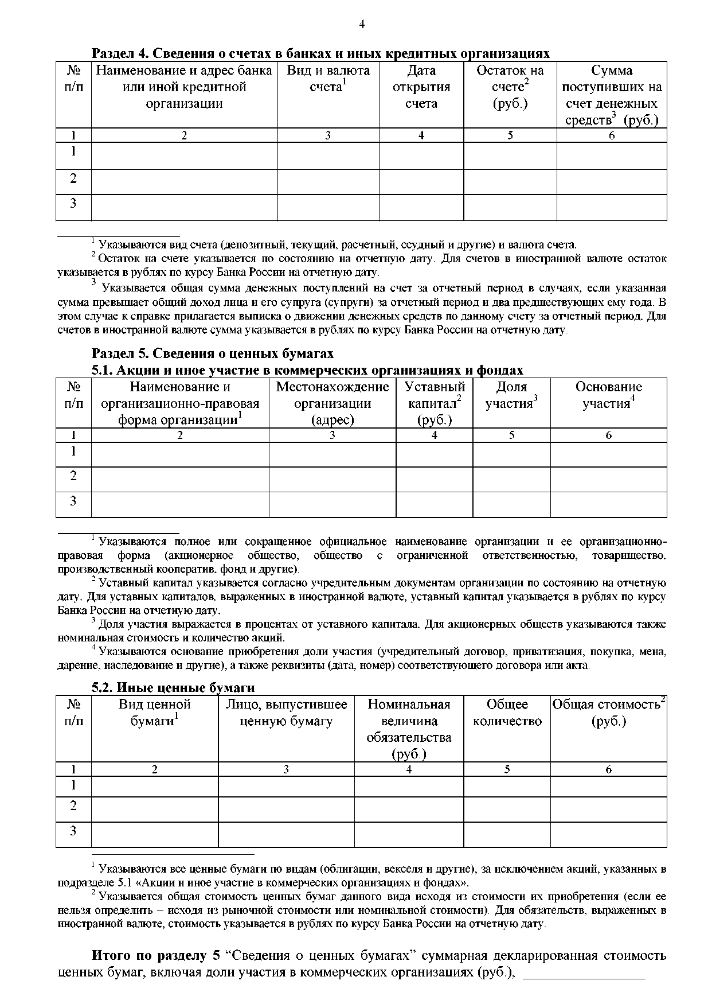 4
Раздел 4. Сведения о счетах в банках и иных кредитных организациях
№ Наименование и адрес банка Вид и валюта Дата Остаток на Сумма
п/п или иной кредитной счета1 открытия счете2 поступивших на
организации счета (руб.) счет денежных
средств3 (руб.)
1 2 3 4 5 6
1
2
3
1 Указываются вид счета (депозитный, текущий, расчетный, ссудный и другие) и валюта счета.
2 Остаток на счете указывается по состоянию на отчетную дату. Для счетов в иностранной валюте остаток
указывается в рублях по курсу Банка России на отчетную дату.
3 Указывается общая сумма денежных поступлений на счет за отчетный период в случаях, если указанная
сумма превышает общий доход лица и его супруга (супруги) за отчетный период и два предшествующих ему года. В
этом случае к справке прилагается выписка о движении денежных средств по данному счету за отчетный период. Для
счетов в иностранной валюте сумма указывается в рублях по курсу Банка России на отчетную дату.
Раздел 5. Сведения о ценных бумагах
5.1. Акции и иное участие в коммерческих организациях и фондах
№ Наименование и Местонахождение Уставный Доля Основание
п/п организационно-правовая организации капитал2 участия3 участия4
форма организации1 (адрес) (руб.)
1 2 3 4 5 6
1
2
3
1 Указываются полное или сокращенное официальное наименование организации и ее организационно-
правовая форма (акционерное общество, общество с ограниченной ответственностью, товарищество,
производственный кооператив, фонд и другие).
2 Уставный капитал указывается согласно учредительным документам организации по состоянию на отчетную
дату. Для уставных капиталов, выраженных в иностранной валюте, уставный капитал указывается в рублях по курсу
Банка России на отчетную дату.
3 Доля участия выражается в процентах от уставного капитала. Для акционерных обществ указываются также
номинальная стоимость и количество акций.
4 Указываются основание приобретения доли участия (учредительный договор, приватизация, покупка, мена,
дарение, наследование и другие), а также реквизиты (дата, номер) соответствующего договора или акта.
5.2. Иные ценные бумаги
№ Вид ценной Лицо, выпустившее Номинальная Общее Общая стоимость2
п/п бумаги1 ценную бумагу величина количество (руб.)
обязательства
(руб.)
1 2 3 4 5 6
1
2
3
1 Указываются все ценные бумаги по видам (облигации, векселя и другие), за исключением акций, указанных в
подразделе 5.1 «Акции и иное участие в коммерческих организациях и фондах».
2 Указывается общая стоимость ценных бумаг данного вида исходя из стоимости их приобретения (если ее
нельзя определить – исходя из рыночной стоимости или номинальной стоимости). Для обязательств, выраженных в
иностранной валюте, стоимость указывается в рублях по курсу Банка России на отчетную дату.
Итого по разделу 5 “Сведения о ценных бумагах” суммарная декларированная стоимость
ценных бумаг, включая доли участия в коммерческих организациях (руб.), ________________